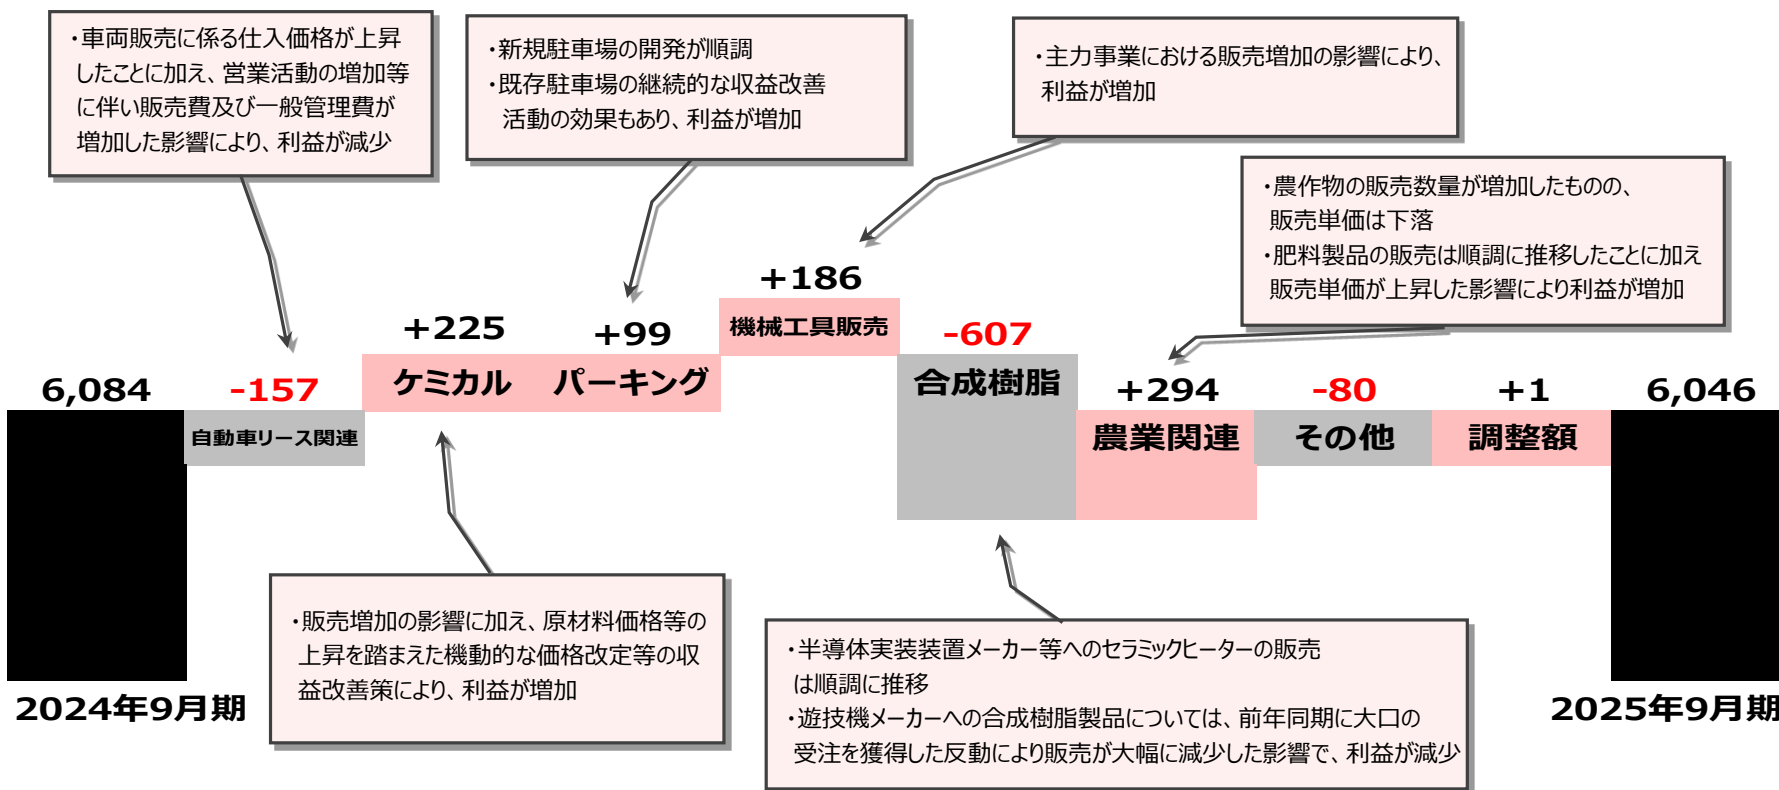 ・車両販売に係る仕入価格が上昇
したことに加え、営業活動の増加等
に伴い販売費及び一般管理費が
増加した影響により、利益が減少
・新規駐車場の開発が順調
・既存駐車場の継続的な収益改善
活動の効果もあり、利益が増加
・主力事業における販売増加の影響により、
利益が増加
・農作物の販売数量が増加したものの、
販売単価は下落
・肥料製品の販売は順調に推移したことに加え
販売単価が上昇した影響により利益が増加
6,084
-157
自動車リース関連
+225
ケミカル
+99
パーキング
+186
機械工具販売
-607
合成樹脂
+294
農業関連
-80
その他
+1
調整額
6,046
2024年9月期
2025年9月期
・販売増加の影響に加え、原材料価格等の
上昇を踏まえた機動的な価格改定等の収
益改善策により、利益が増加
・半導体実装装置メーカー等へのセラミックヒーターの販売
は順調に推移
・遊技機メーカーへの合成樹脂製品については、前年同期に大口の
受注を獲得した反動により販売が大幅に減少した影響で、利益が減少